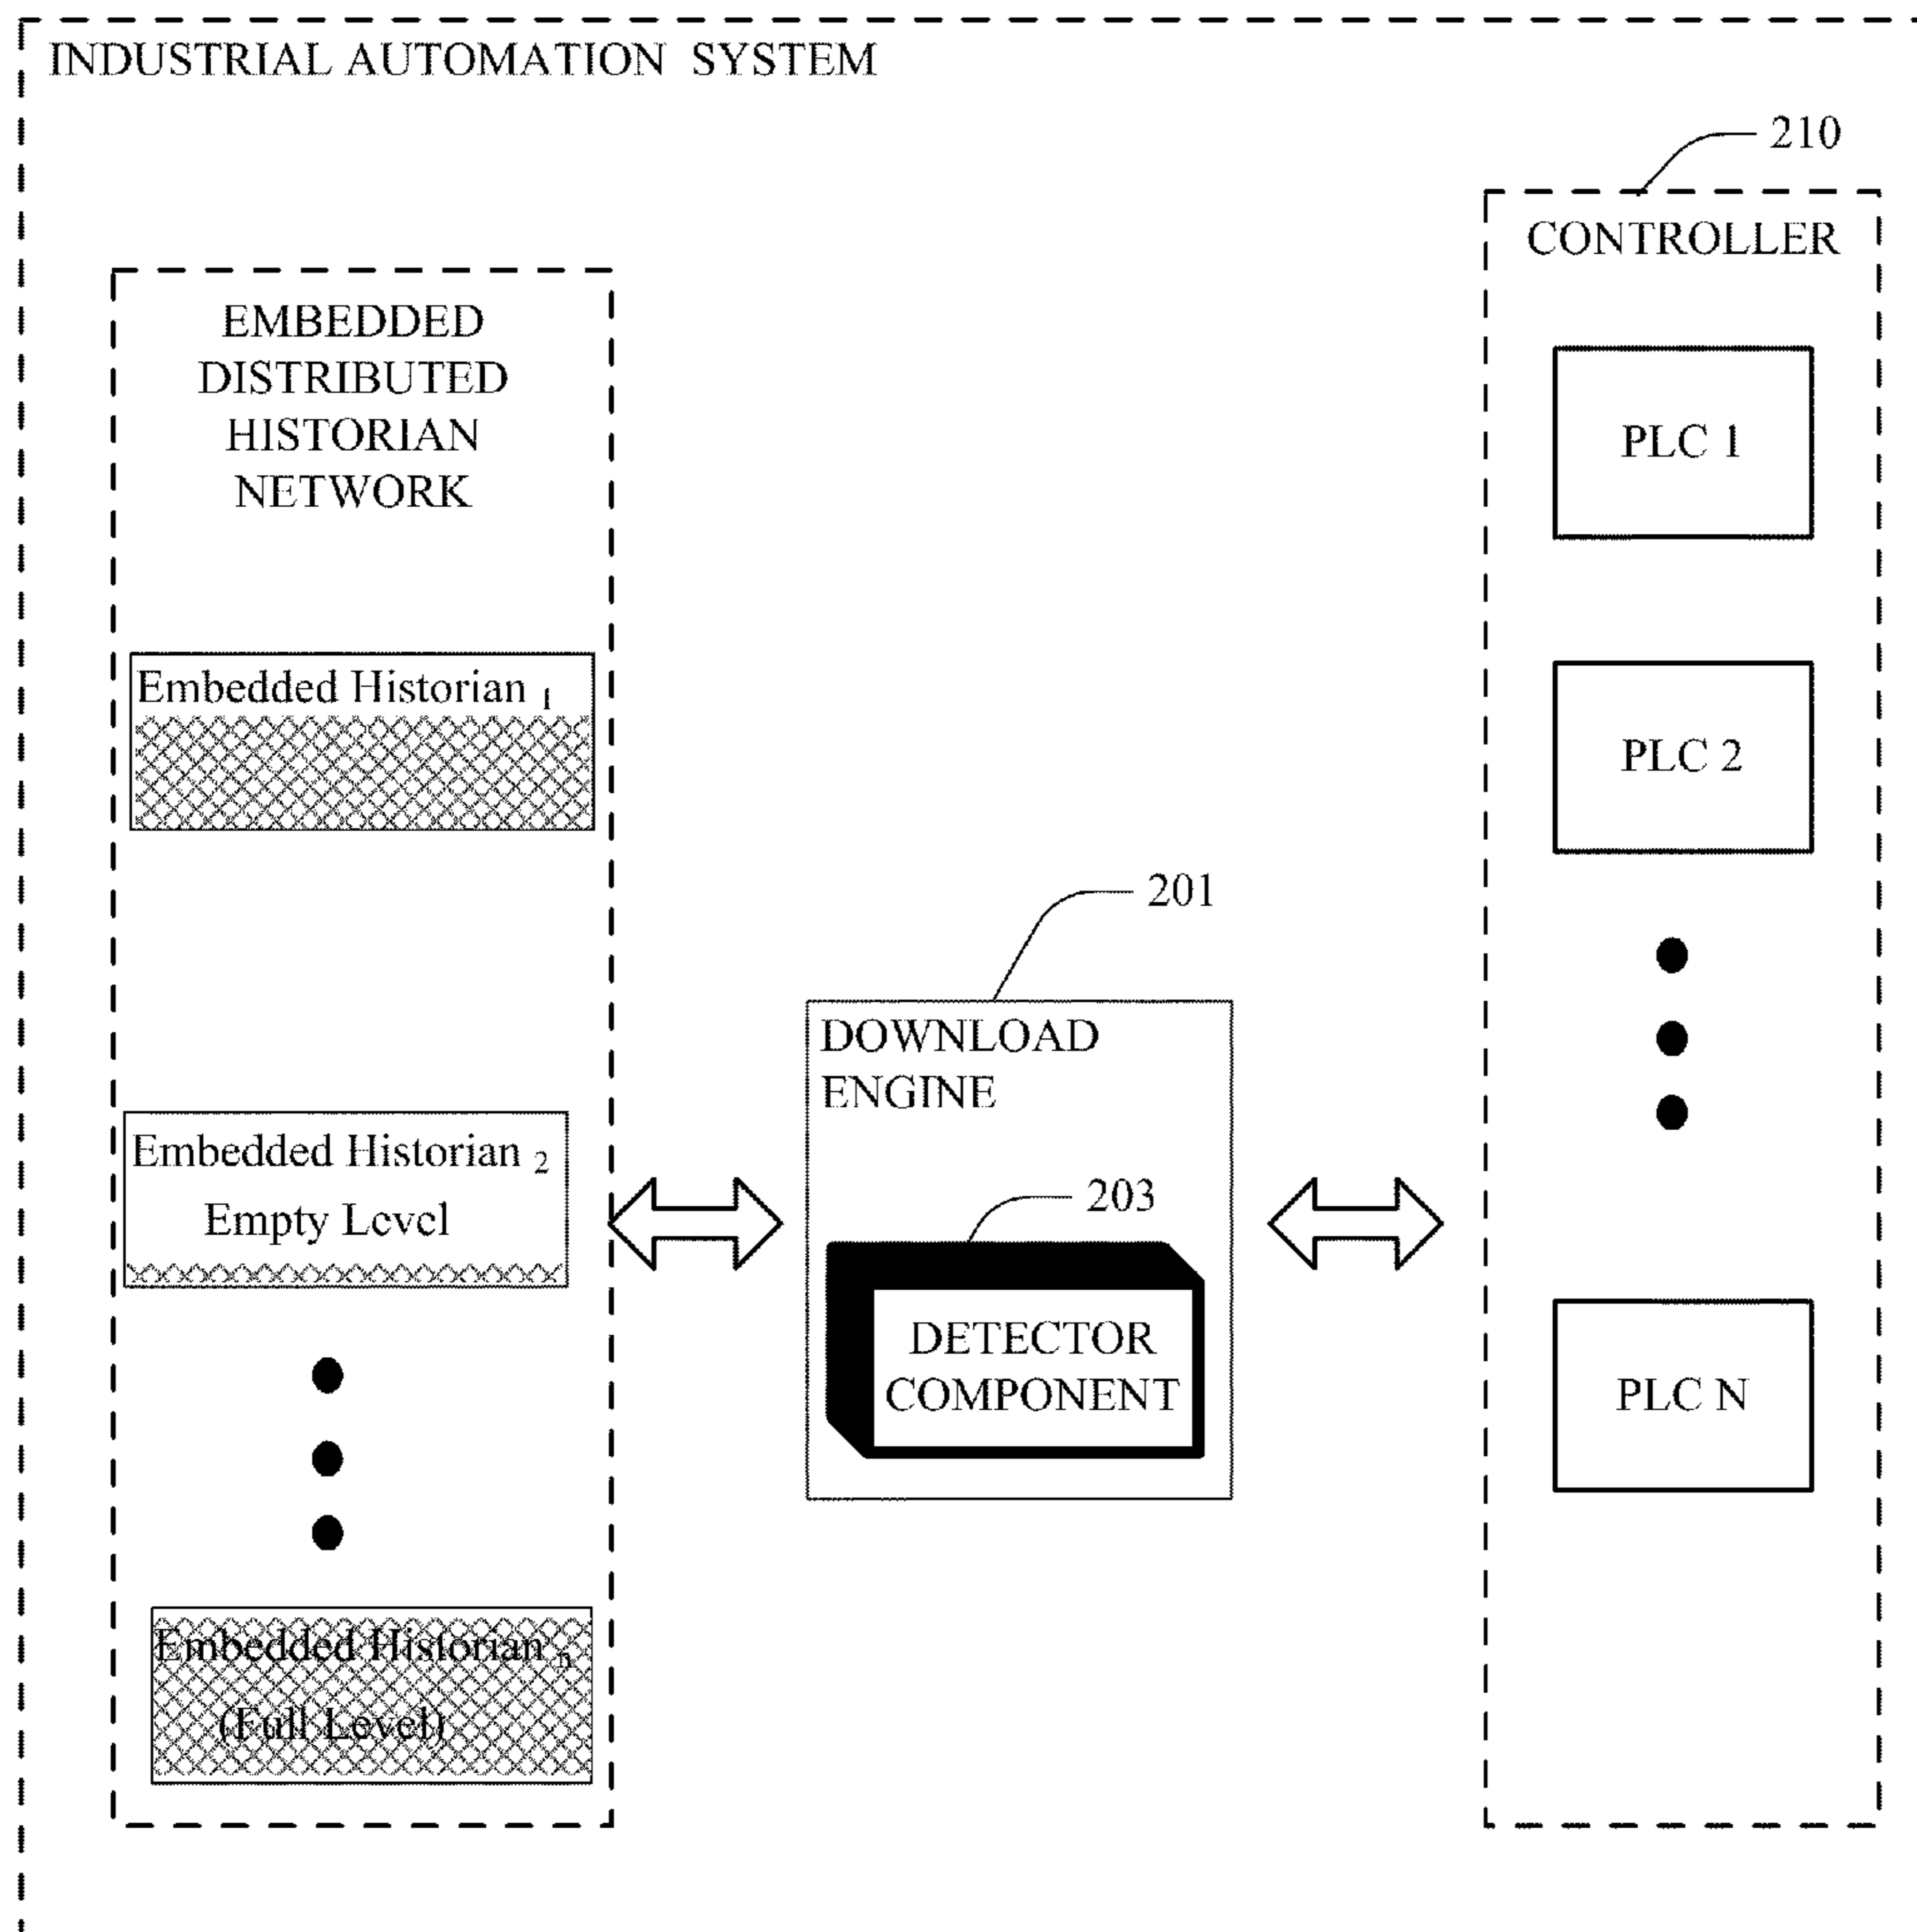 INDUSTRIAL AUTOMATION SYSTEM
210
CONTROLLER
EMBEDDED
DISTRIBUTED
HISTORIAN
NETWORK
PLC 1
Embedded Historian 1
PLC 2
201
DOWNLOAD
ENGINE
Embedded Historian 2
Empty Level
203
DETECTOR
COMPONENT
PLC N
Embedded Historian n
(Full Level)